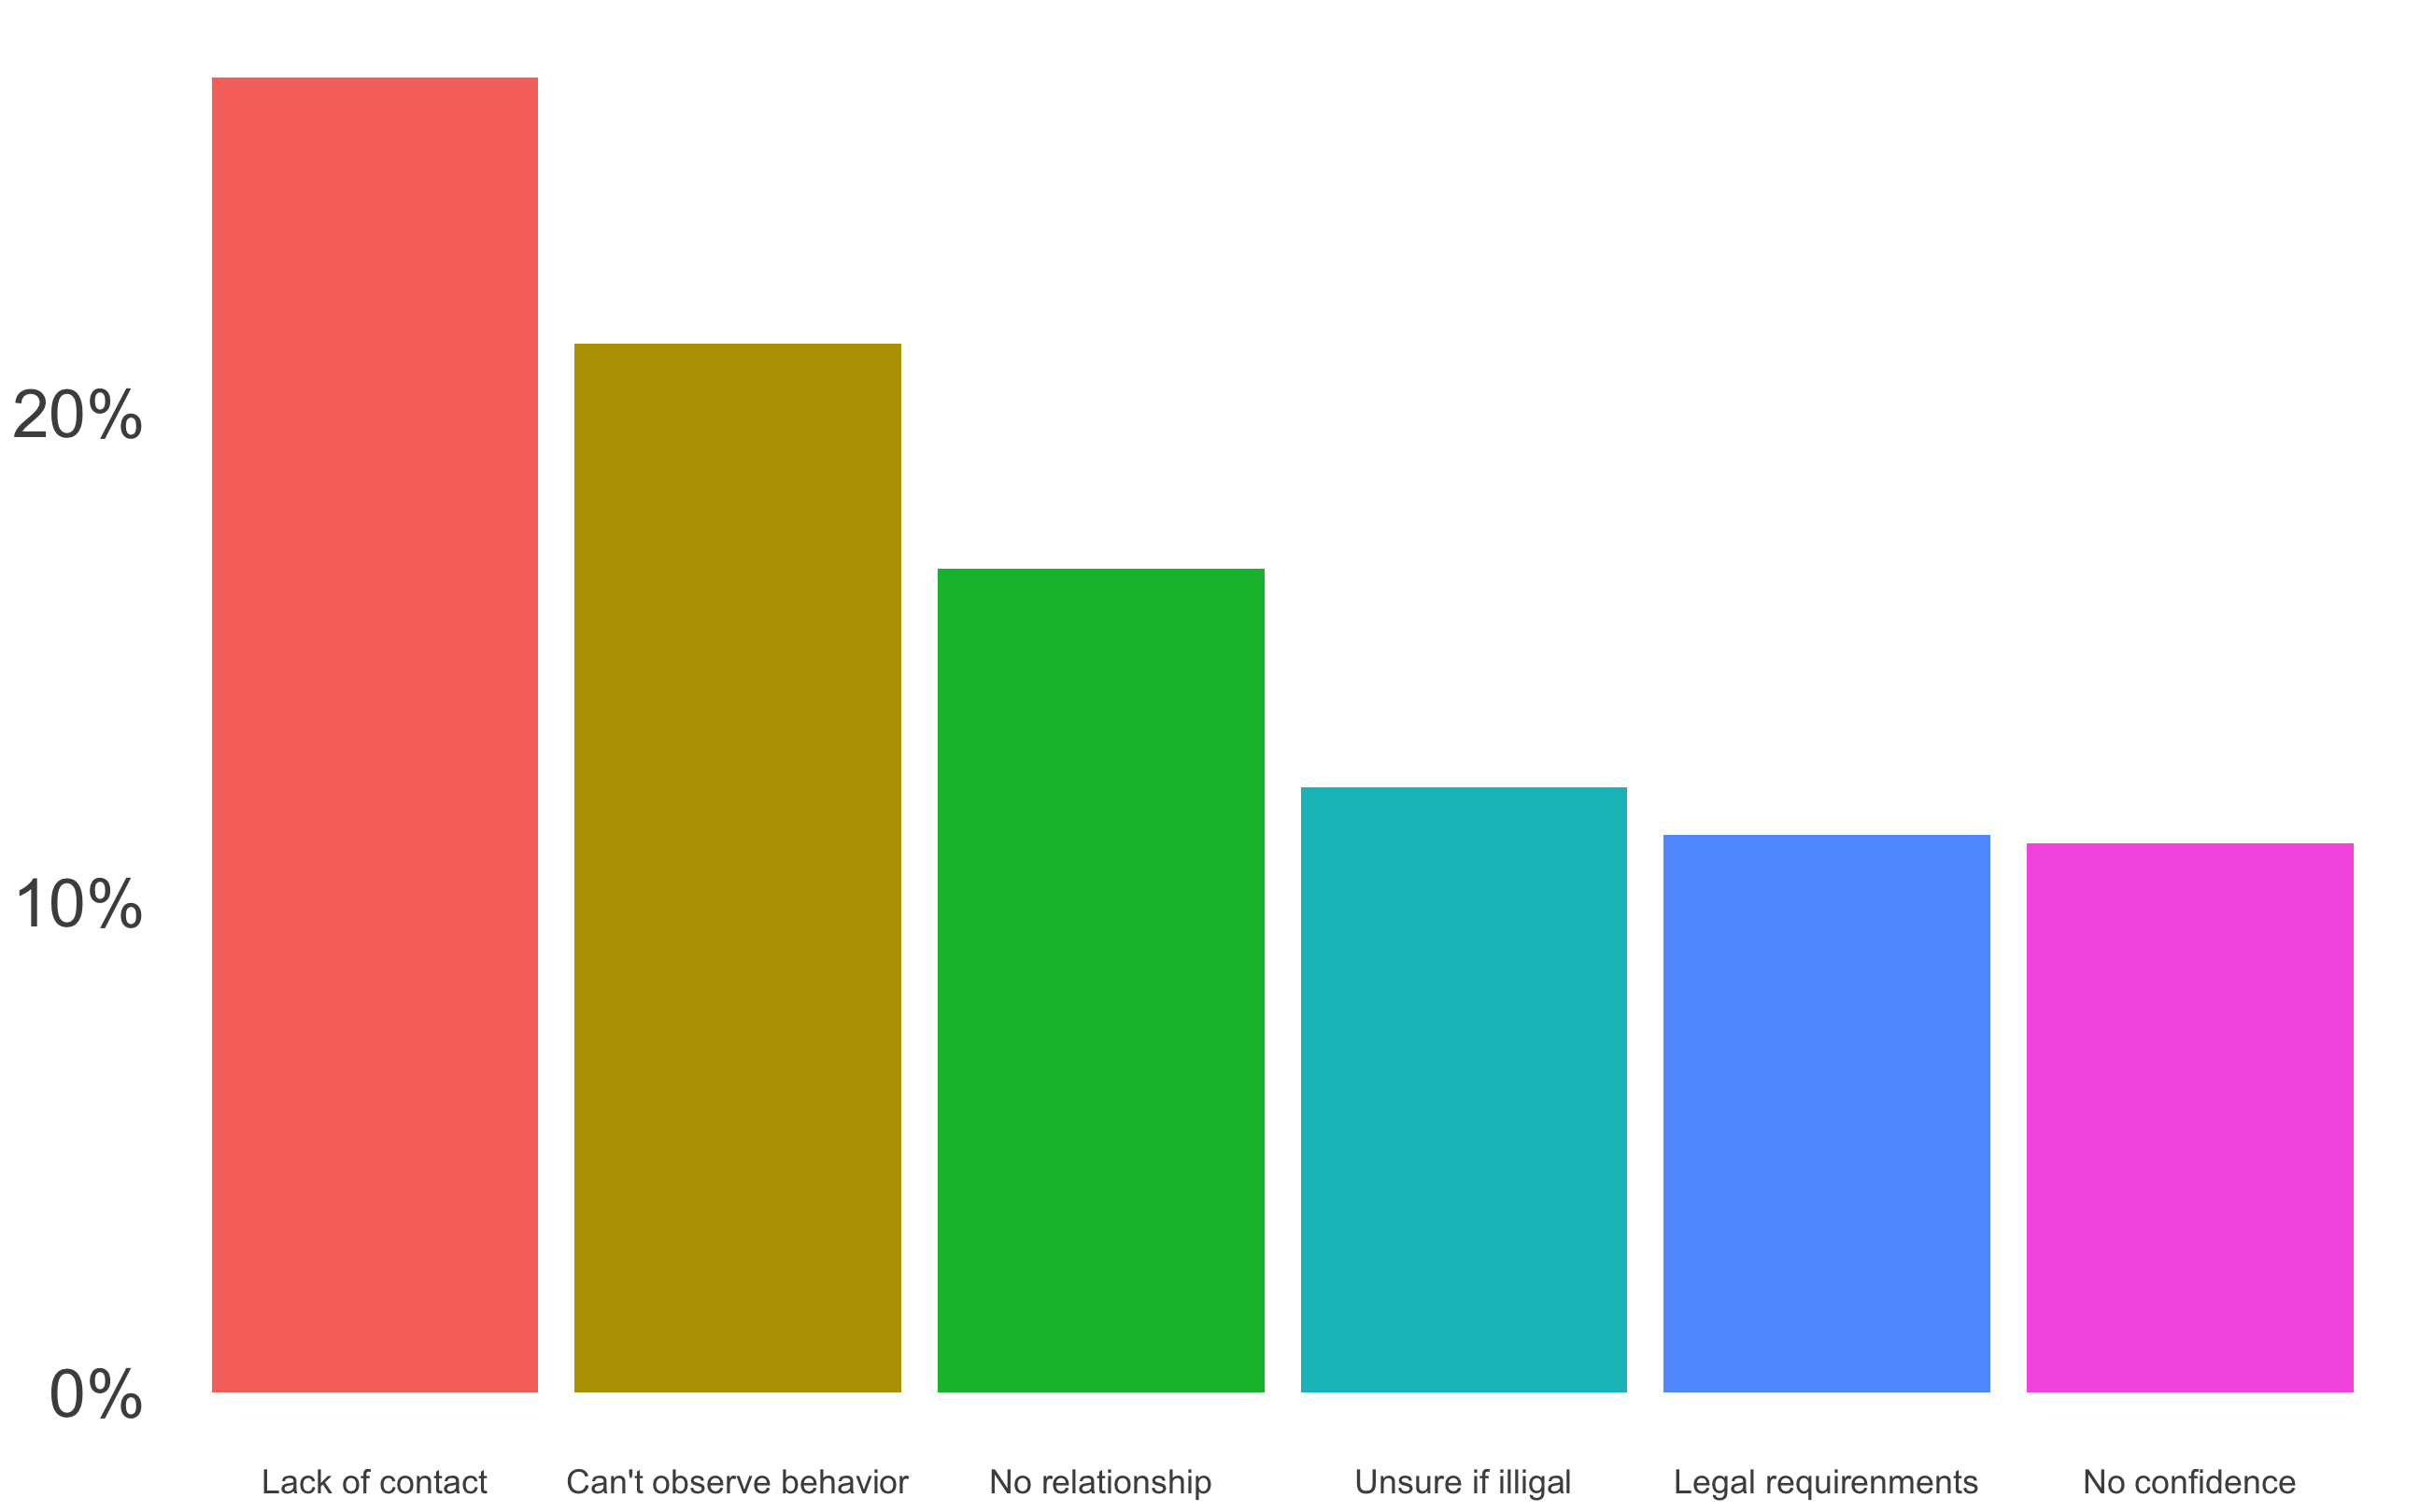 20%
10%
0%
Lack of contact
Can't observe behavior
No relationship
Unsure if illigal
Legal requirenments
No confidence